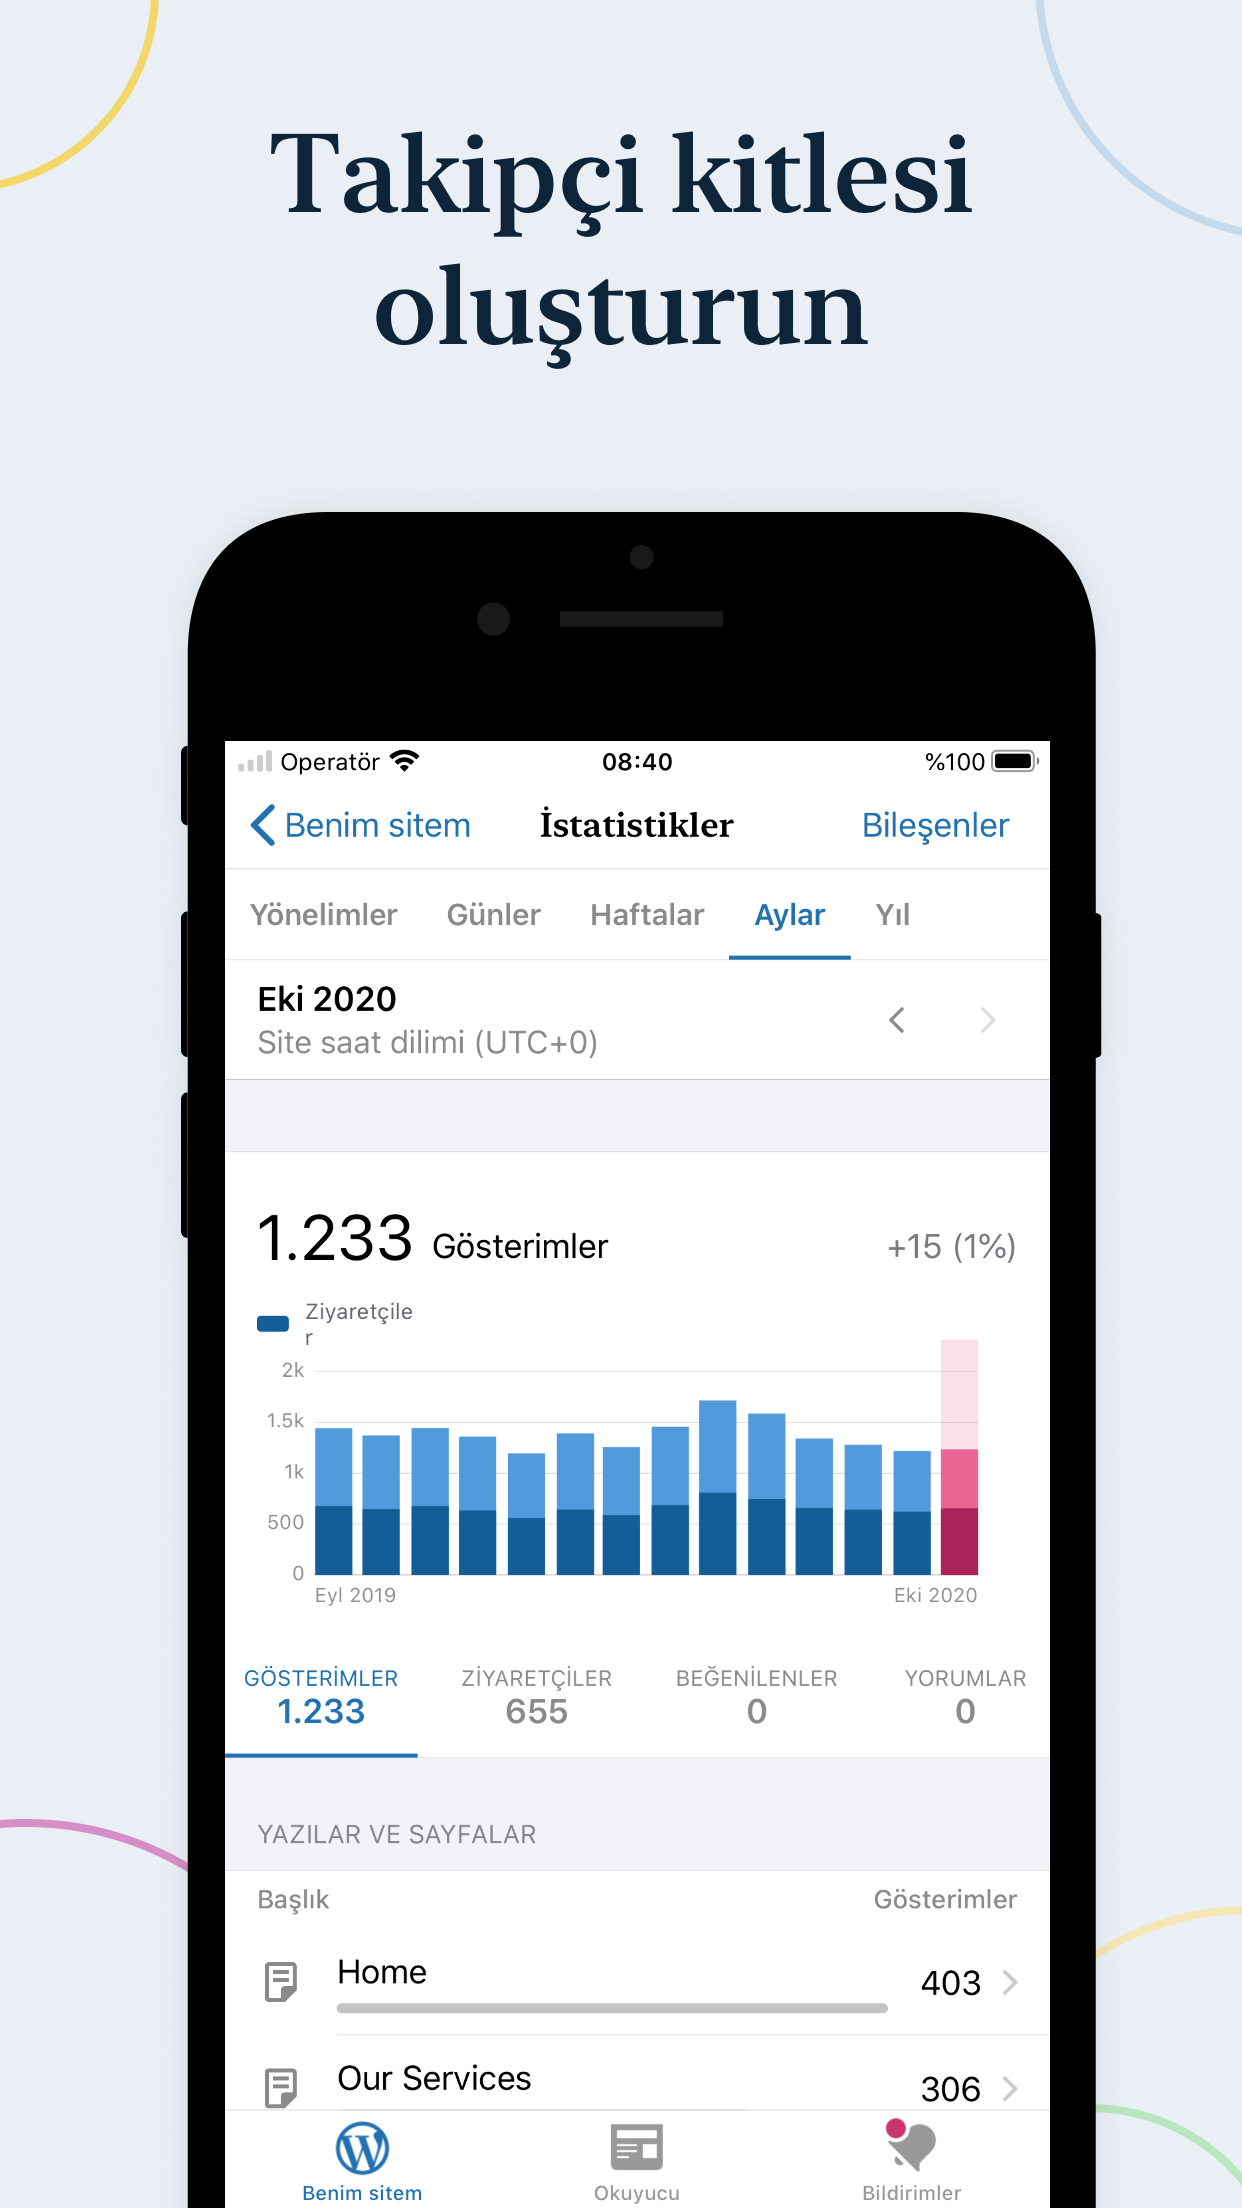 Takipçi kitlesi
oluşturun
Operatör 08:40 %100
Benim sitem İstatistikler Bileşenler
Yönelimler Günler Haftalar Aylar Yıl
Eki 2020
Site saat dilimi (UTC+0)
1.233 Gösterimler +15 (1%)
Ziyaretçile
r
2k
1.5k
1k
500
0
Eyl 2019 Eki 2020
GÖSTERİMLER ZİYARETÇİLER BEĞENİLENLER YORUMLAR
1.233 655 0 0
YAZILAR VE SAYFALAR
Başlık Gösterimler
Home 403
Our Services 306
Benim sitem Okuyucu Bildirimler